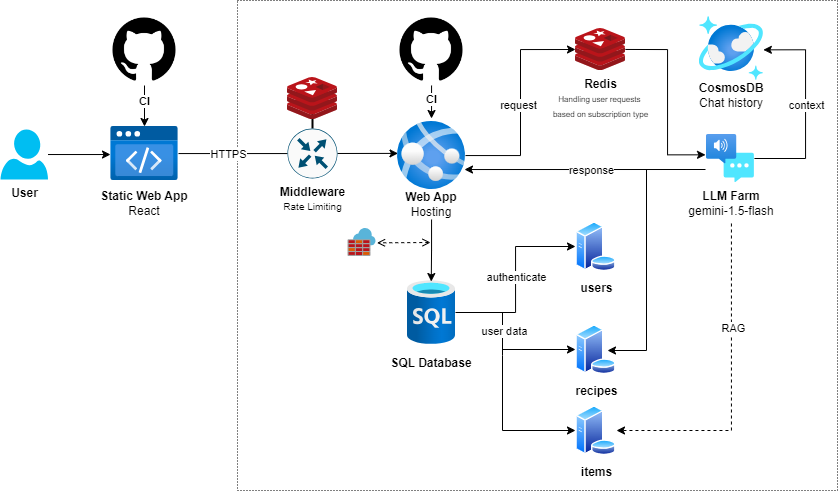 User
CI
Static Web App
React
HTTPS
Middleware
Rate Limiting
CI
Web App
Hosting
request
Redis
Handling user requests
based on subscription type
CosmosDB
Chat history
context
response
LLM Farm
gemini-1.5-flash
SQL
SQL Database
authenticate
user data
users
recipes
items
RAG